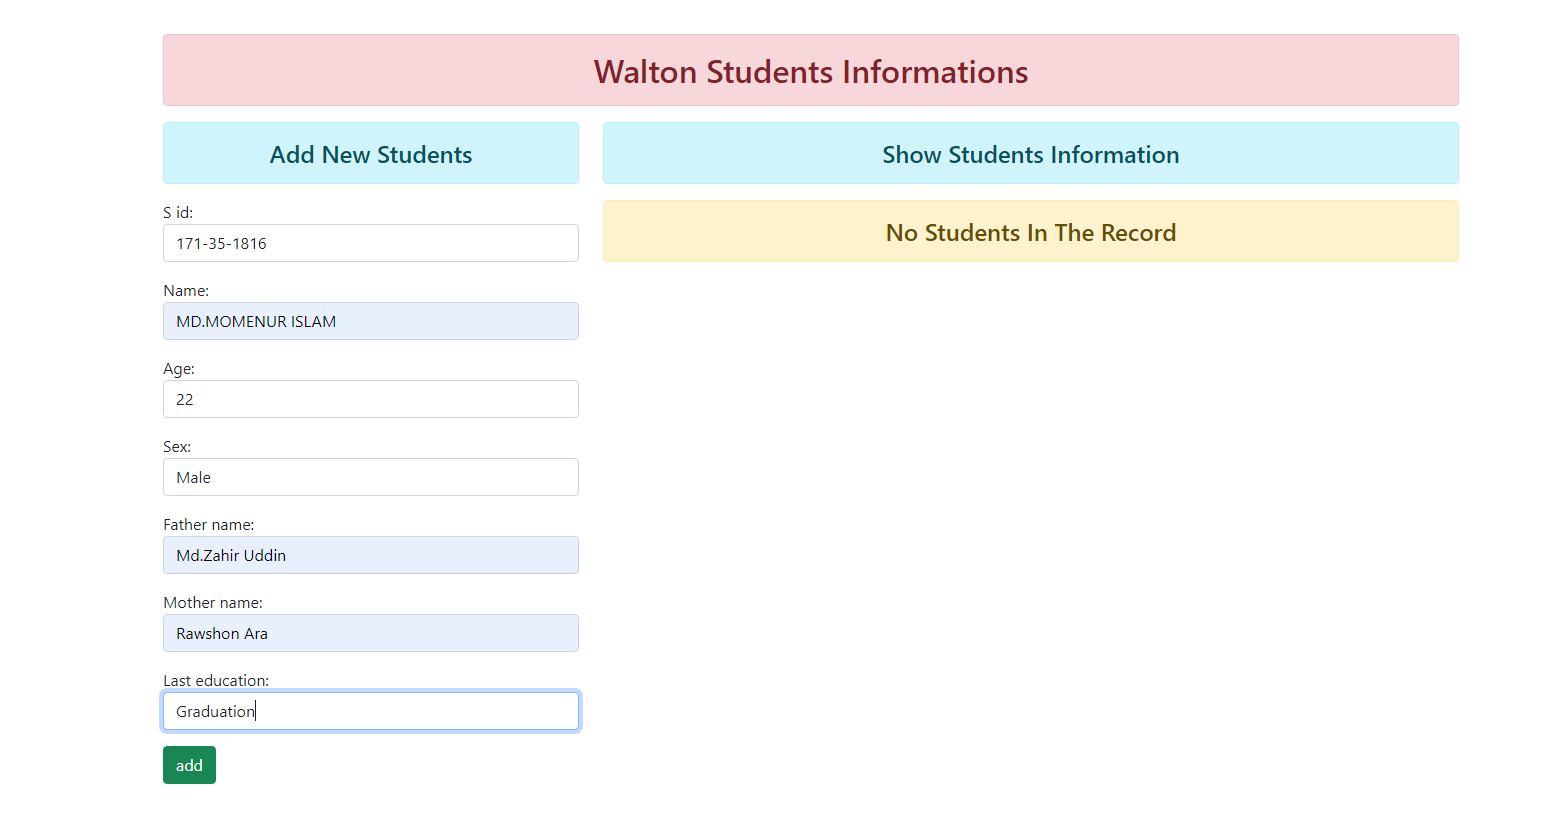 Walton Students Informations
Add New Students
S id:
171-35-1816
Name:
MD.MOMENUR ISLAM
Age:
22
Sex:
Male
Father name:
Md.Zahir Uddin
Mother name:
Rawshon Ara
Last education:
Graduation
add
Show Students Information
No Students In The Record